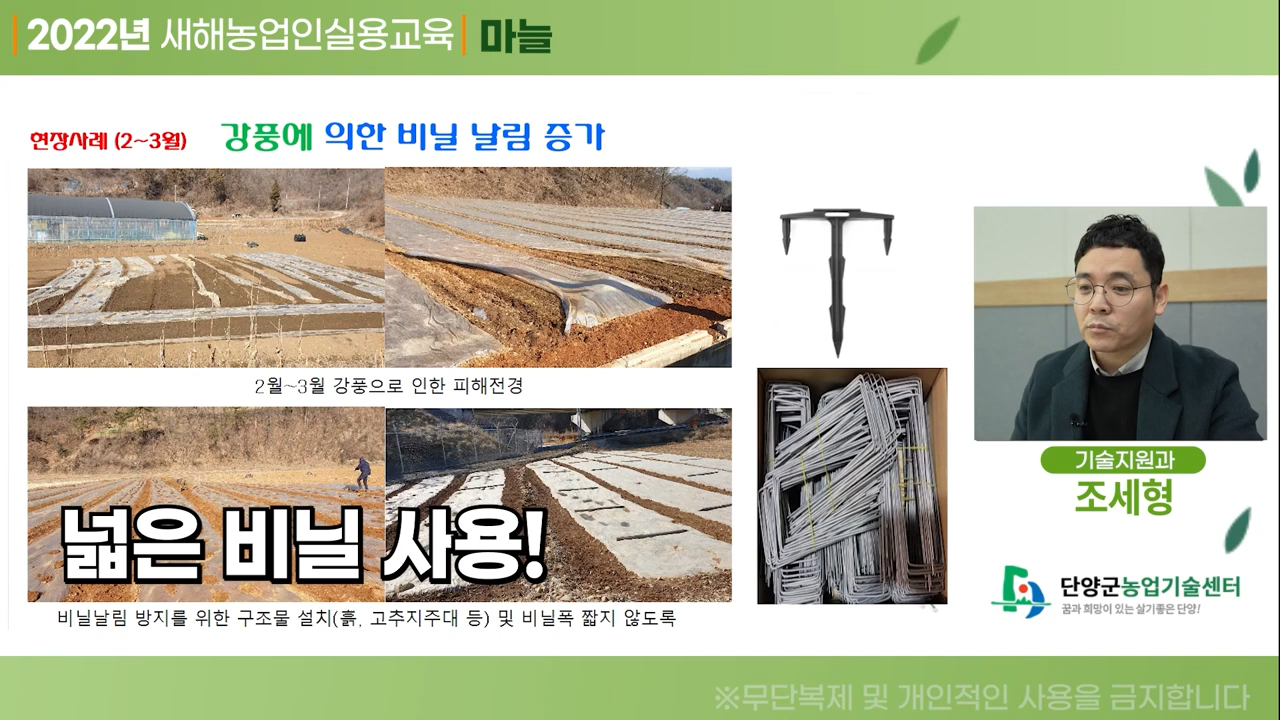 2022년 새해농업인실용교육 마늘
현장사례 (2~3월) 강풍에 의한 비닐 날림 증가
2월~3월 강풍으로 인한 피해전경
넓은 비닐 사용!
비닐날림 방지를 위한 구조물 설치(흙, 고추지주대 등) 및 비닐폭 짧지 않도록
기술지원과
조세형
단양군농업기술센터
꿈과 희망이 있는 살기좋은 단양!
※무단복제 및 개인적인 사용을 금지합니다